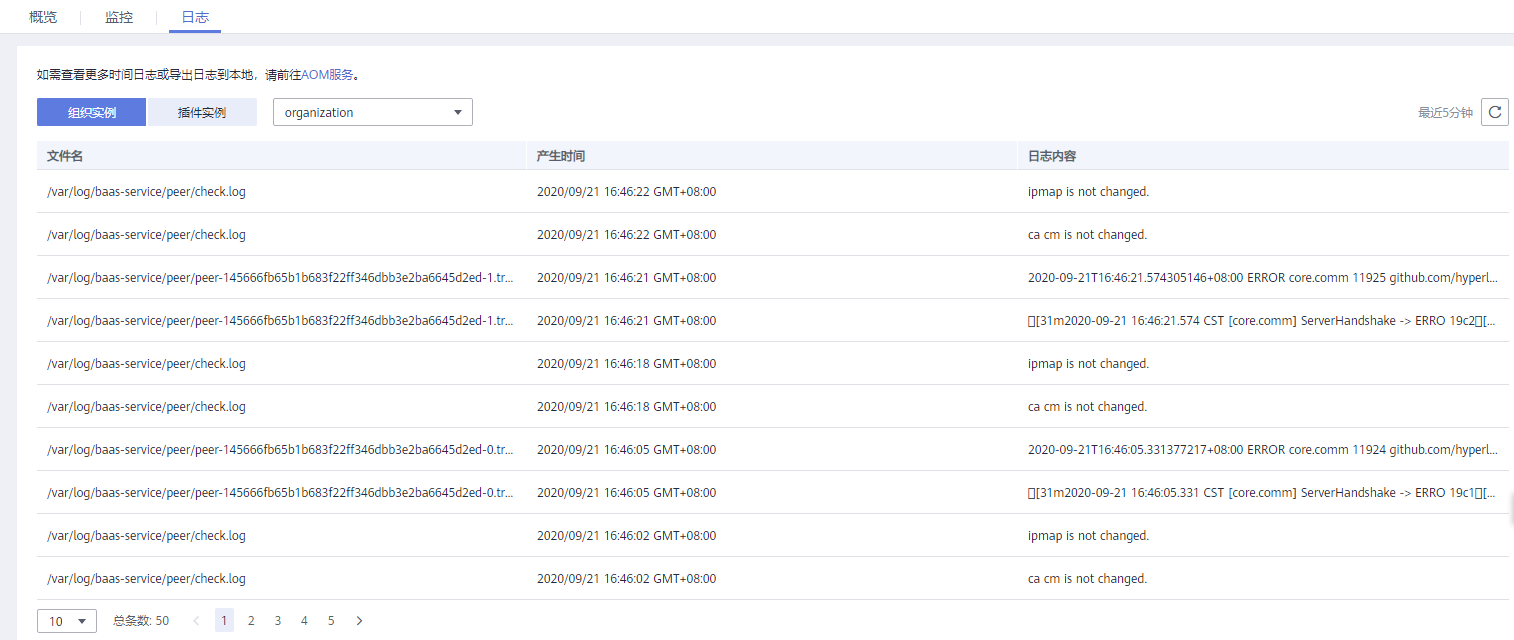 概览 监控 日志
如需查看更多时间日志或导出日志到本地，请前往AOM服务。
组织实例 插件实例 organization 最近5分钟
文件名 产生时间 日志内容
/var/log/baas-service/peer/check.log 2020/09/21 16:46:22 GMT+08:00 ipmap is not changed.
/var/log/baas-service/peer/check.log 2020/09/21 16:46:22 GMT+08:00 ca cm is not changed.
/var/log/baas-service/peer/peer-145666fb65b1b683f22ff346dbb3e2ba6645d2ed-1.tr... 2020/09/21 16:46:21 GMT+08:00 2020-09-21T16:46:21.574305146+08:00 ERROR core.comm 11925 github.com/hyperl...
/var/log/baas-service/peer/peer-145666fb65b1b683f22ff346dbb3e2ba6645d2ed-1.tr... 2020/09/21 16:46:21 GMT+08:00 [31m2020-09-21 16:46:21.574 CST [core.comm] ServerHandshake -> ERRO 19c2[...
/var/log/baas-service/peer/check.log 2020/09/21 16:46:18 GMT+08:00 ipmap is not changed.
/var/log/baas-service/peer/check.log 2020/09/21 16:46:18 GMT+08:00 ca cm is not changed.
/var/log/baas-service/peer/peer-145666fb65b1b683f22ff346dbb3e2ba6645d2ed-0.tr... 2020/09/21 16:46:05 GMT+08:00 2020-09-21T16:46:05.331377217+08:00 ERROR core.comm 11924 github.com/hyperl...
/var/log/baas-service/peer/peer-145666fb65b1b683f22ff346dbb3e2ba6645d2ed-0.tr... 2020/09/21 16:46:05 GMT+08:00 [31m2020-09-21 16:46:05.331 CST [core.comm] ServerHandshake -> ERRO 19c1[...
/var/log/baas-service/peer/check.log 2020/09/21 16:46:02 GMT+08:00 ipmap is not changed.
/var/log/baas-service/peer/check.log 2020/09/21 16:46:02 GMT+08:00 ca cm is not changed.
10 总条数: 50 < 1 2 3 4 5 >